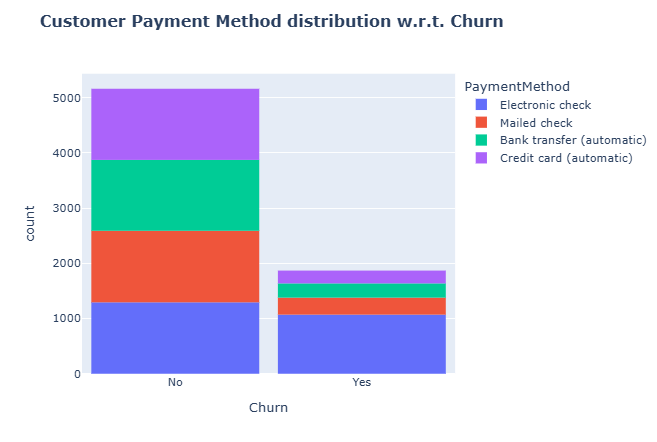 Customer Payment Method distribution w.r.t. Churn
PaymentMethod
Electronic check
Mailed check
Bank transfer (automatic)
Credit card (automatic)
5000
4000
3000
2000
1000
0
count
No
Yes
Churn